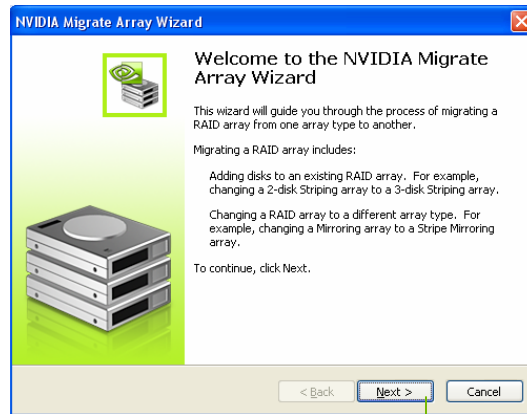 NVIDIA Migrate Array Wizard
Welcome to the NVIDIA Migrate
Array Wizard
This wizard will guide you through the process of migrating a
RAID array from one array type to another.
Migrating a RAID array includes:
Adding disks to an existing RAID array. For example,
changing a 2-disk Striping array to a 3-disk Striping array.
Changing a RAID array to a different array type. For
example, changing a Mirroring array to a Stripe Mirroring
array.
To continue, click Next.
< Back
Next >
Cancel